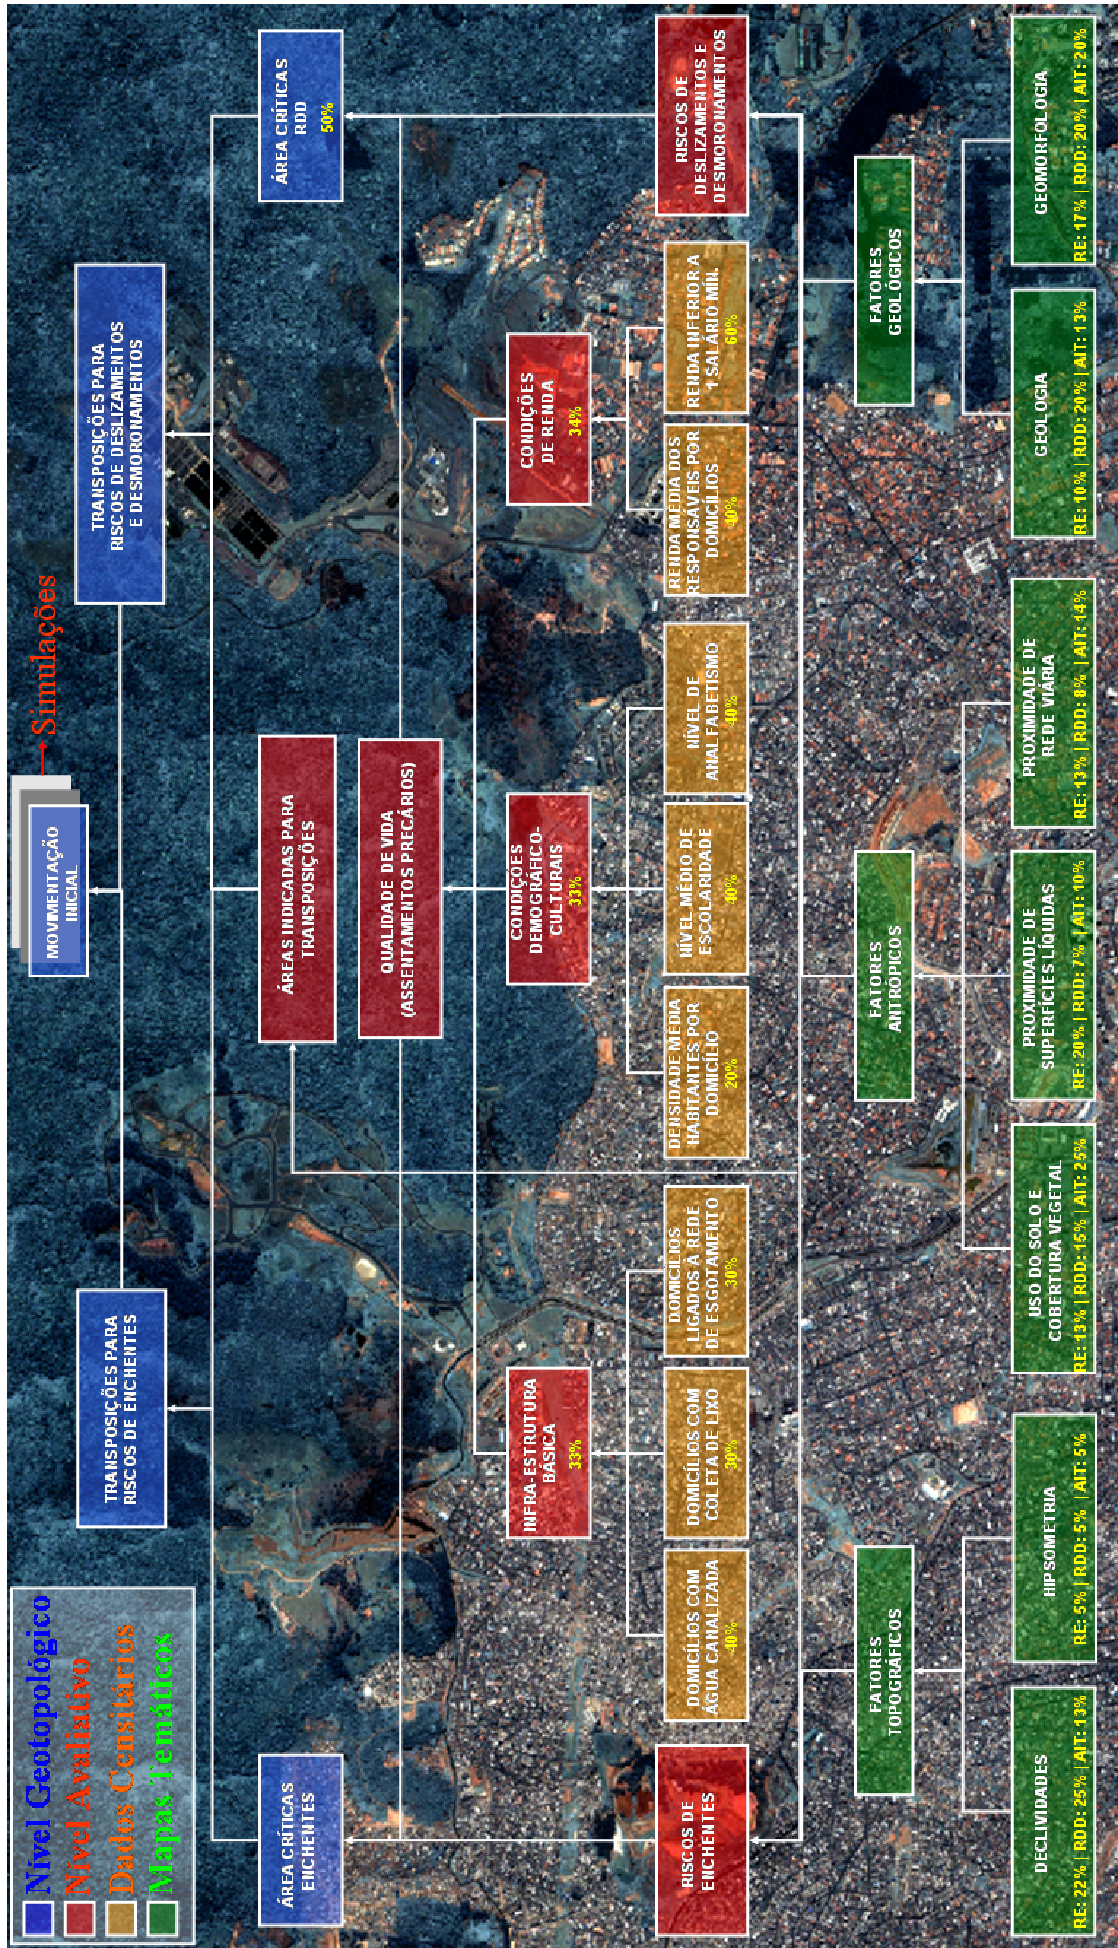 Nível Geotopológico
Nível Avaliativo
Dados Censitários
Mapas Temáticos
MOVIMENTAÇÃO
INICIAL
Simulações
TRANSPOSIÇÕES PARA
RISCOS DE ENCHENTES
TRANSPOSIÇÕES PARA
RISCOS DE DESLIZAMENTOS
E DESMORONAMENTOS
ÁREA CRÍTICAS
ENCHENTES
ÁREAS INDICADAS PARA
TRANSPOSIÇÕES
ÁREA CRÍTICAS
RDD
50%
QUALIDADE DE VIDA
(ASSENTAMENTOS PRECÁRIOS)
INFRA-ESTRUTURA
BÁSICA
33%
CONDIÇÕES
DEMOGRÁFICO-
CULTURAIS
33%
CONDIÇÕES
DE RENDA
34%
RISCOS DE
ENCHENTES
DOMICÍLIOS COM
ÁGUA CANALIZADA
40%
DOMICÍLIOS COM
COLETA DE LIXO
30%
DOMICÍLIOS
LIGADOS À REDE
DE ESGOTAMENTO
30%
DENSIDADE MÉDIA
HABITANTES POR
DOMICÍLIO
20%
NÍVEL MÉDIO DE
ESCOLARIDADE
40%
NÍVEL DE
ANALFABETISMO
40%
RENDA MÉDIA DOS
RESPONSÁVEIS POR
DOMICÍLIOS
40%
RENDA INFERIOR A
1 SALÁRIO MÍN.
60%
RISCOS DE
DESLIZAMENTOS E
DESMORONAMENTOS
FATORES
TOPOGRÁFICOS
FATORES
ANTRÓPICOS
FATORES
GEOLÓGICOS
DECLIVIDADES
RE: 22% | RDD: 25% | AIT: 13%
HIPSOMETRIA
RE: 5% | RDD: 5% | AIT: 5%
USO DO SOLO E
COBERTURA VEGETAL
RE: 13% | RDD: 15% | AIT: 25%
PROXIMIDADE DE
SUPERFÍCIES LÍQUIDAS
RE: 20% | RDD: 7% | AIT: 10%
PROXIMIDADE DE
REDE VIÁRIA
RE: 13% | RDD: 8% | AIT: 14%
GEOLOGIA
RE: 10% | RDD: 20% | AIT: 13%
GEOMORFOLOGIA
RE: 17% | RDD: 20% | AIT: 20%